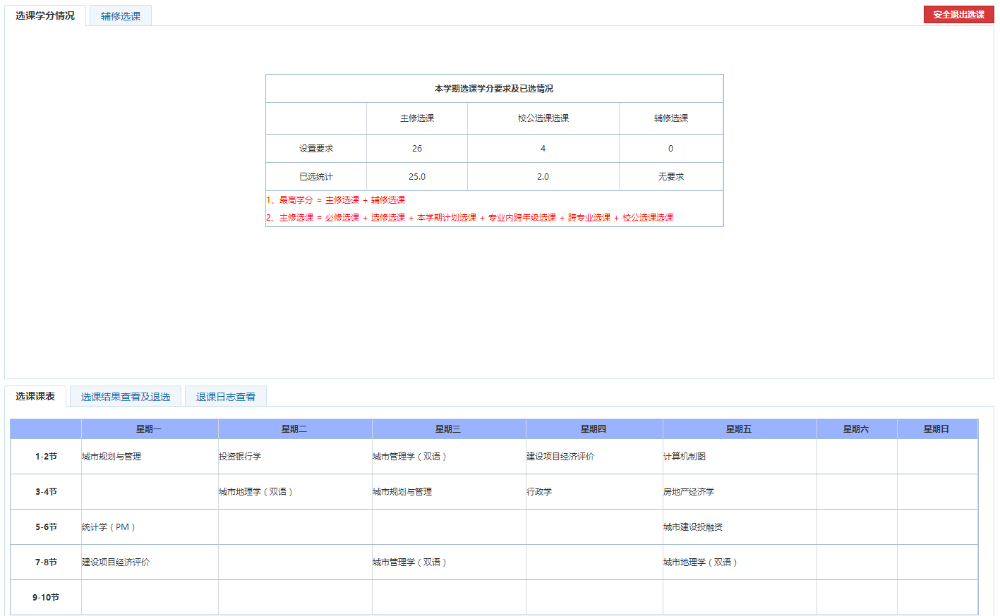 选课学分情况 辅修选课 安全退出选课
本学期选课学分要求及已选情况
主修选课 校公选课选课 辅修选课
设置要求 26 4 0
已选统计 25.0 2.0 无要求
1、最高学分 = 主修选课 + 辅修选课
2、主修选课 = 必修选课 + 选修选课 + 本学期计划选课 + 专业内跨年级选课 + 跨专业选课 + 校公选课选课
选课课表 选课结果查看及退选 退课日志查看
星期一 星期二 星期三 星期四 星期五 星期六 星期日
1-2节 城市规划与管理 投资银行学 城市管理学（双语） 建设项目经济评价 计算机制图
3-4节 城市地理学（双语） 城市规划与管理 行政学 房地产经济学
5-6节 统计学（PM） 城市建设投融资
7-8节 建设项目经济评价 城市管理学（双语） 城市地理学（双语）
9-10节